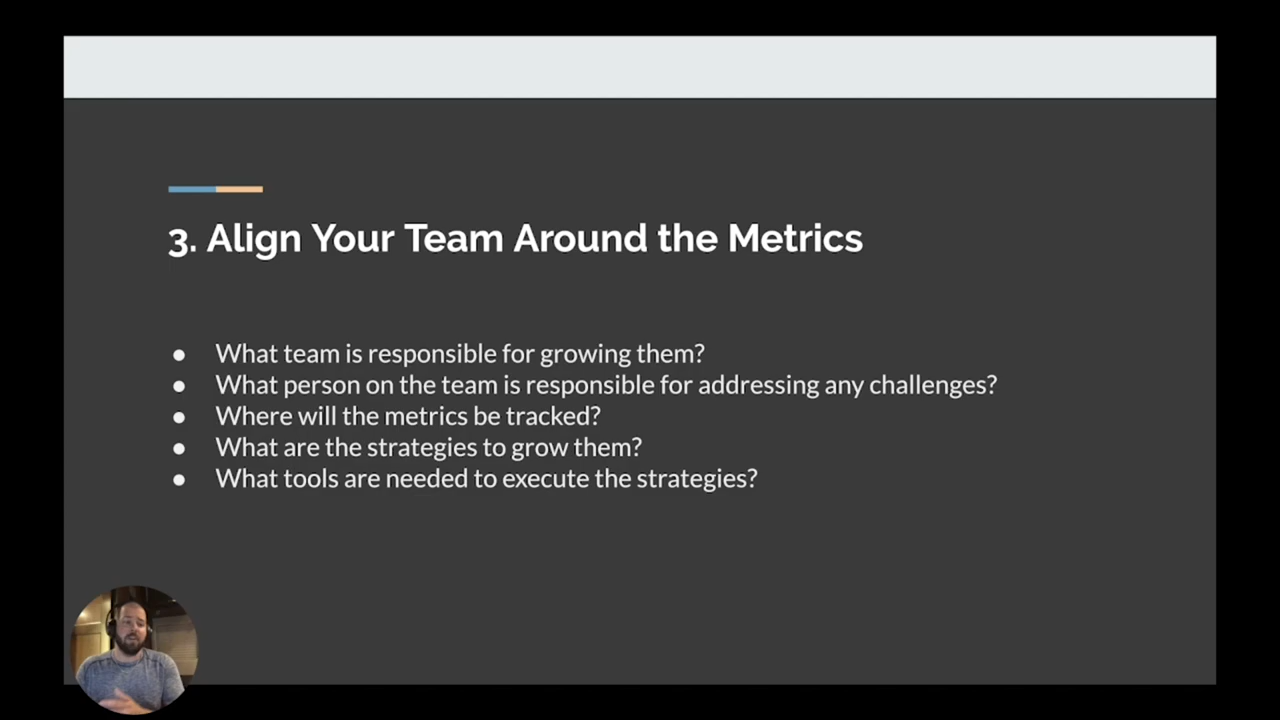 3. Align Your Team Around the Metrics
● What team is responsible for growing them?
● What person on the team is responsible for addressing any challenges?
● Where will the metrics be tracked?
● What are the strategies to grow them?
● What tools are needed to execute the strategies?